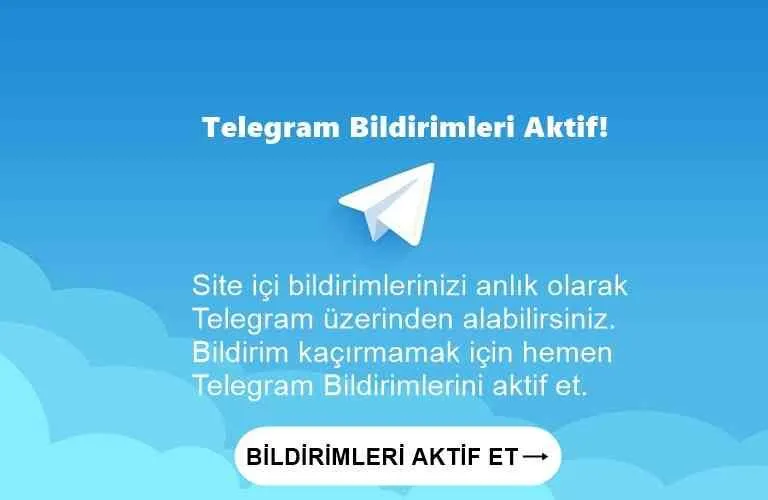 Telegram Bildirimleri Aktif!
Site içi bildirimlerinizi anlık olarak
Telegram üzerinden alabilirsiniz.
Bildirim kaçırmamak için hemen
Telegram Bildirimlerini aktif et.
BİLDİRİMLERİ AKTİF ET→